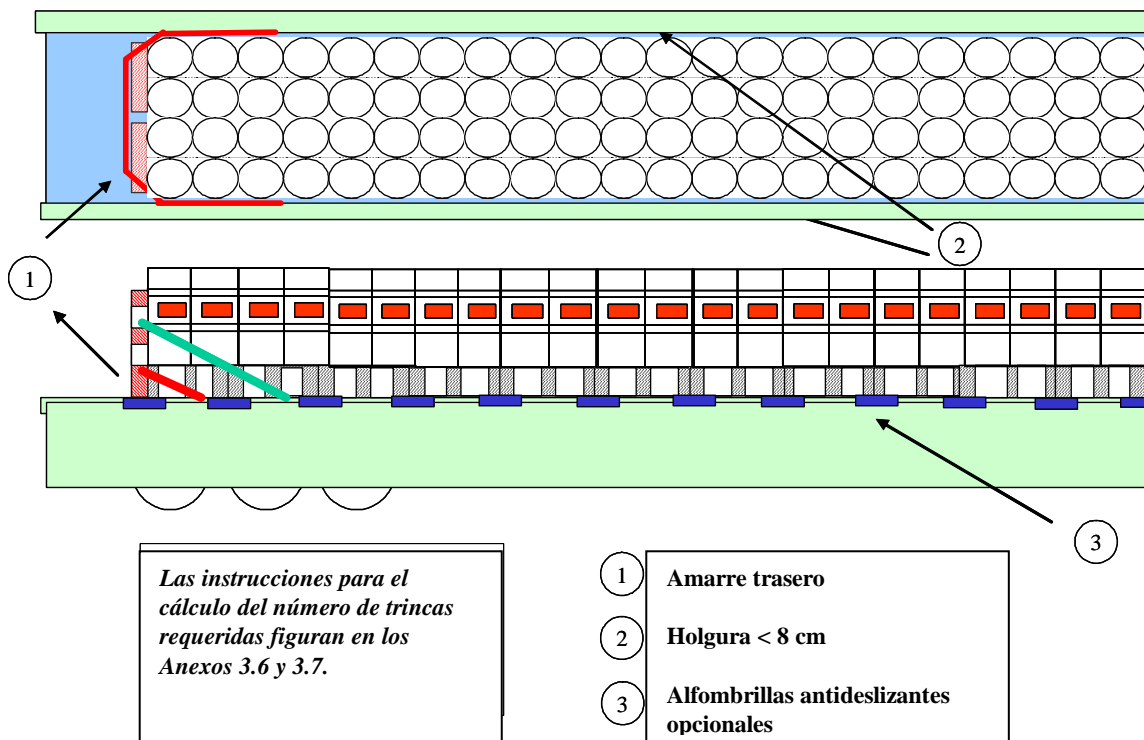 2
1
3
Las instrucciones para el
cálculo del número de trincas
requeridas figuran en los
Anexos 3.6 y 3.7.
1 Amarre trasero
2 Holgura < 8 cm
3 Alfombrillas antideslizantes
opcionales